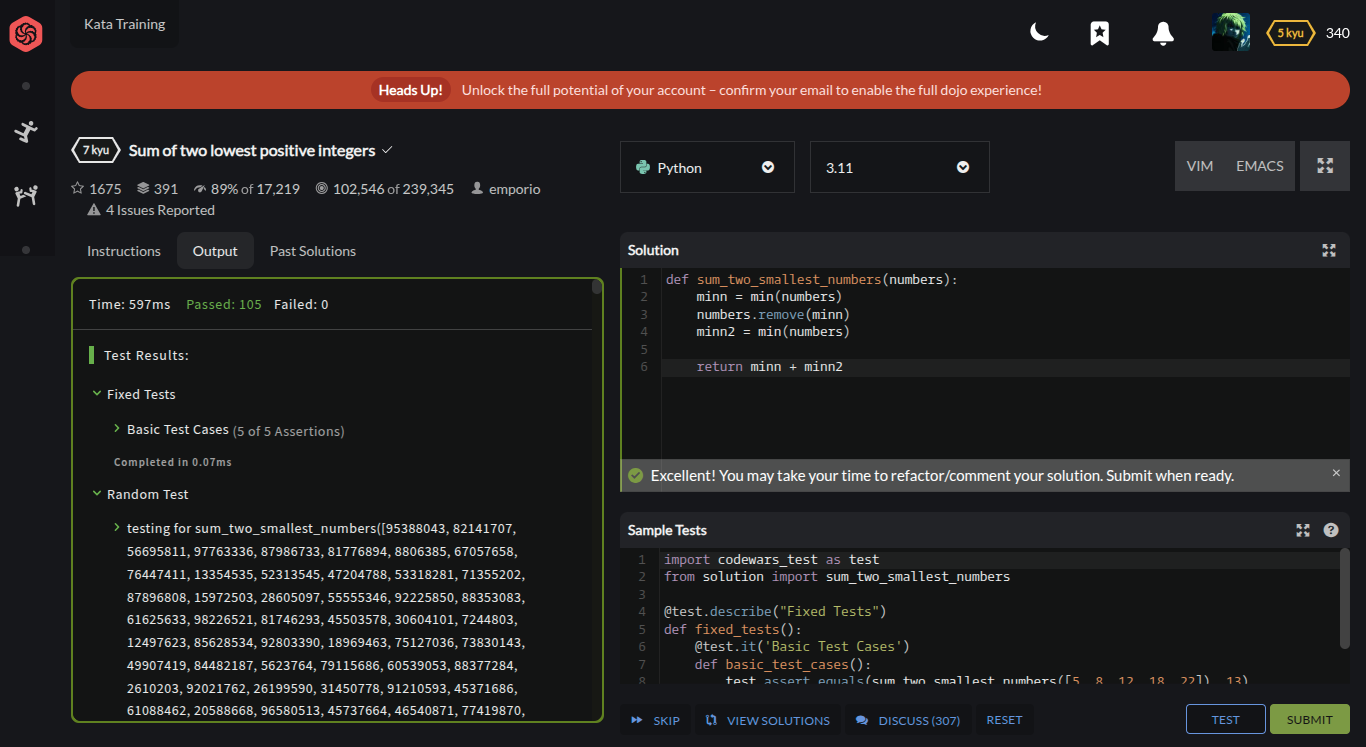 Kata Training
5 kyu 340
Heads Up! Unlock the full potential of your account – confirm your email to enable the full dojo experience!
7 kyu Sum of two lowest positive integers
1675 391 89% of 17,219 102,546 of 239,345 emporio
4 Issues Reported
Instructions Output Past Solutions
Time: 597ms Passed: 105 Failed: 0
Test Results:
Fixed Tests
Basic Test Cases (5 of 5 Assertions)
Completed in 0.07ms
Random Test
testing for sum_two_smallest_numbers([95388043, 82141707,
56695811, 97763336, 87986733, 81776894, 8806385, 67057658,
76447411, 13354535, 52313545, 47204788, 53318281, 71355202,
87896808, 15972503, 28605097, 55555346, 92225850, 88353083,
61625633, 98226521, 81746293, 45503578, 30604101, 7244803,
12497623, 85628534, 92803390, 18969463, 75127036, 73830143,
49907419, 84482187, 5623764, 79115686, 60539053, 88377284,
2610203, 92021762, 26199590, 31450778, 91210593, 45371686,
61088462, 20588668, 96580513, 45737664, 46540871, 77419870,
Python 3.11 VIM EMACS
Solution
1 def sum_two_smallest_numbers(numbers):
2 minn = min(numbers)
3 numbers.remove(minn)
4 minn2 = min(numbers)
5
6 return minn + minn2
Excellent! You may take your time to refactor/comment your solution. Submit when ready. ×
Sample Tests
1 import codewars_test as test
2 from solution import sum_two_smallest_numbers
3
4 @test.describe("Fixed Tests")
5 def fixed_tests():
6 @test.it('Basic Test Cases')
7 def basic_test_cases():
8 test.assert_equals(sum_two_smallest_numbers([5, 8, 12, 18, 22]), 13)
SKIP VIEW SOLUTIONS DISCUSS (307) RESET TEST SUBMIT